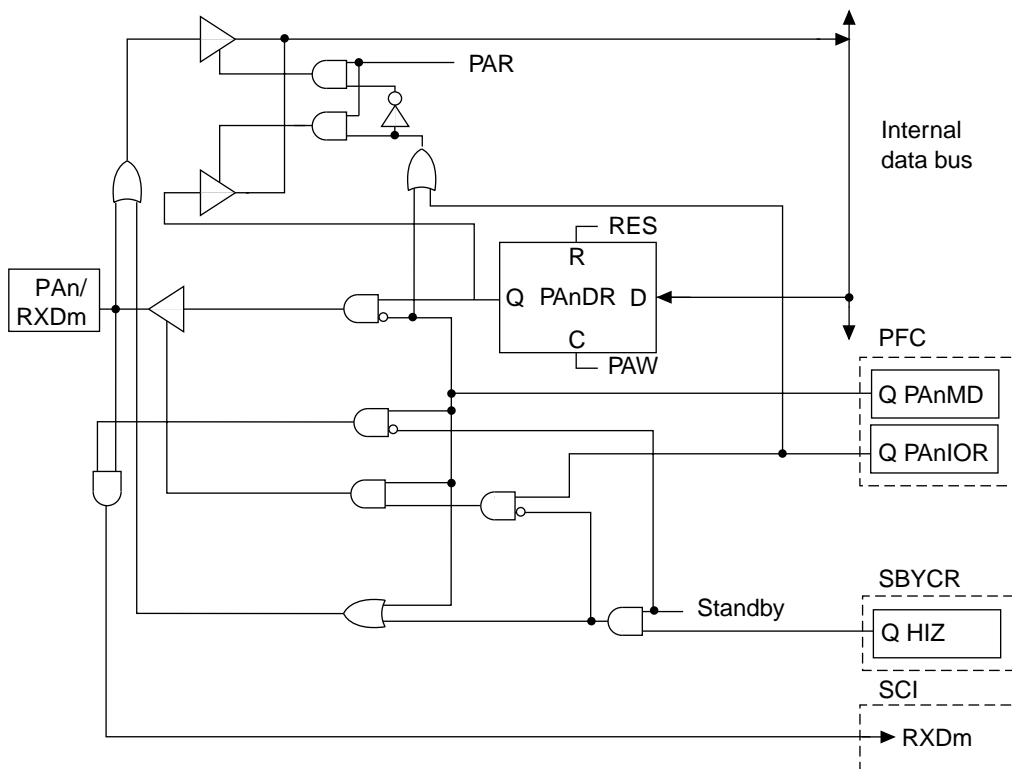 PAR
Internal
data bus
RES
R
Q PAnDR D
C
PAW
PAn/
RXDm
PFC
Q PAnMD
Q PAnIOR
SBYCR
Standby
Q HIZ
SCI
RXDm